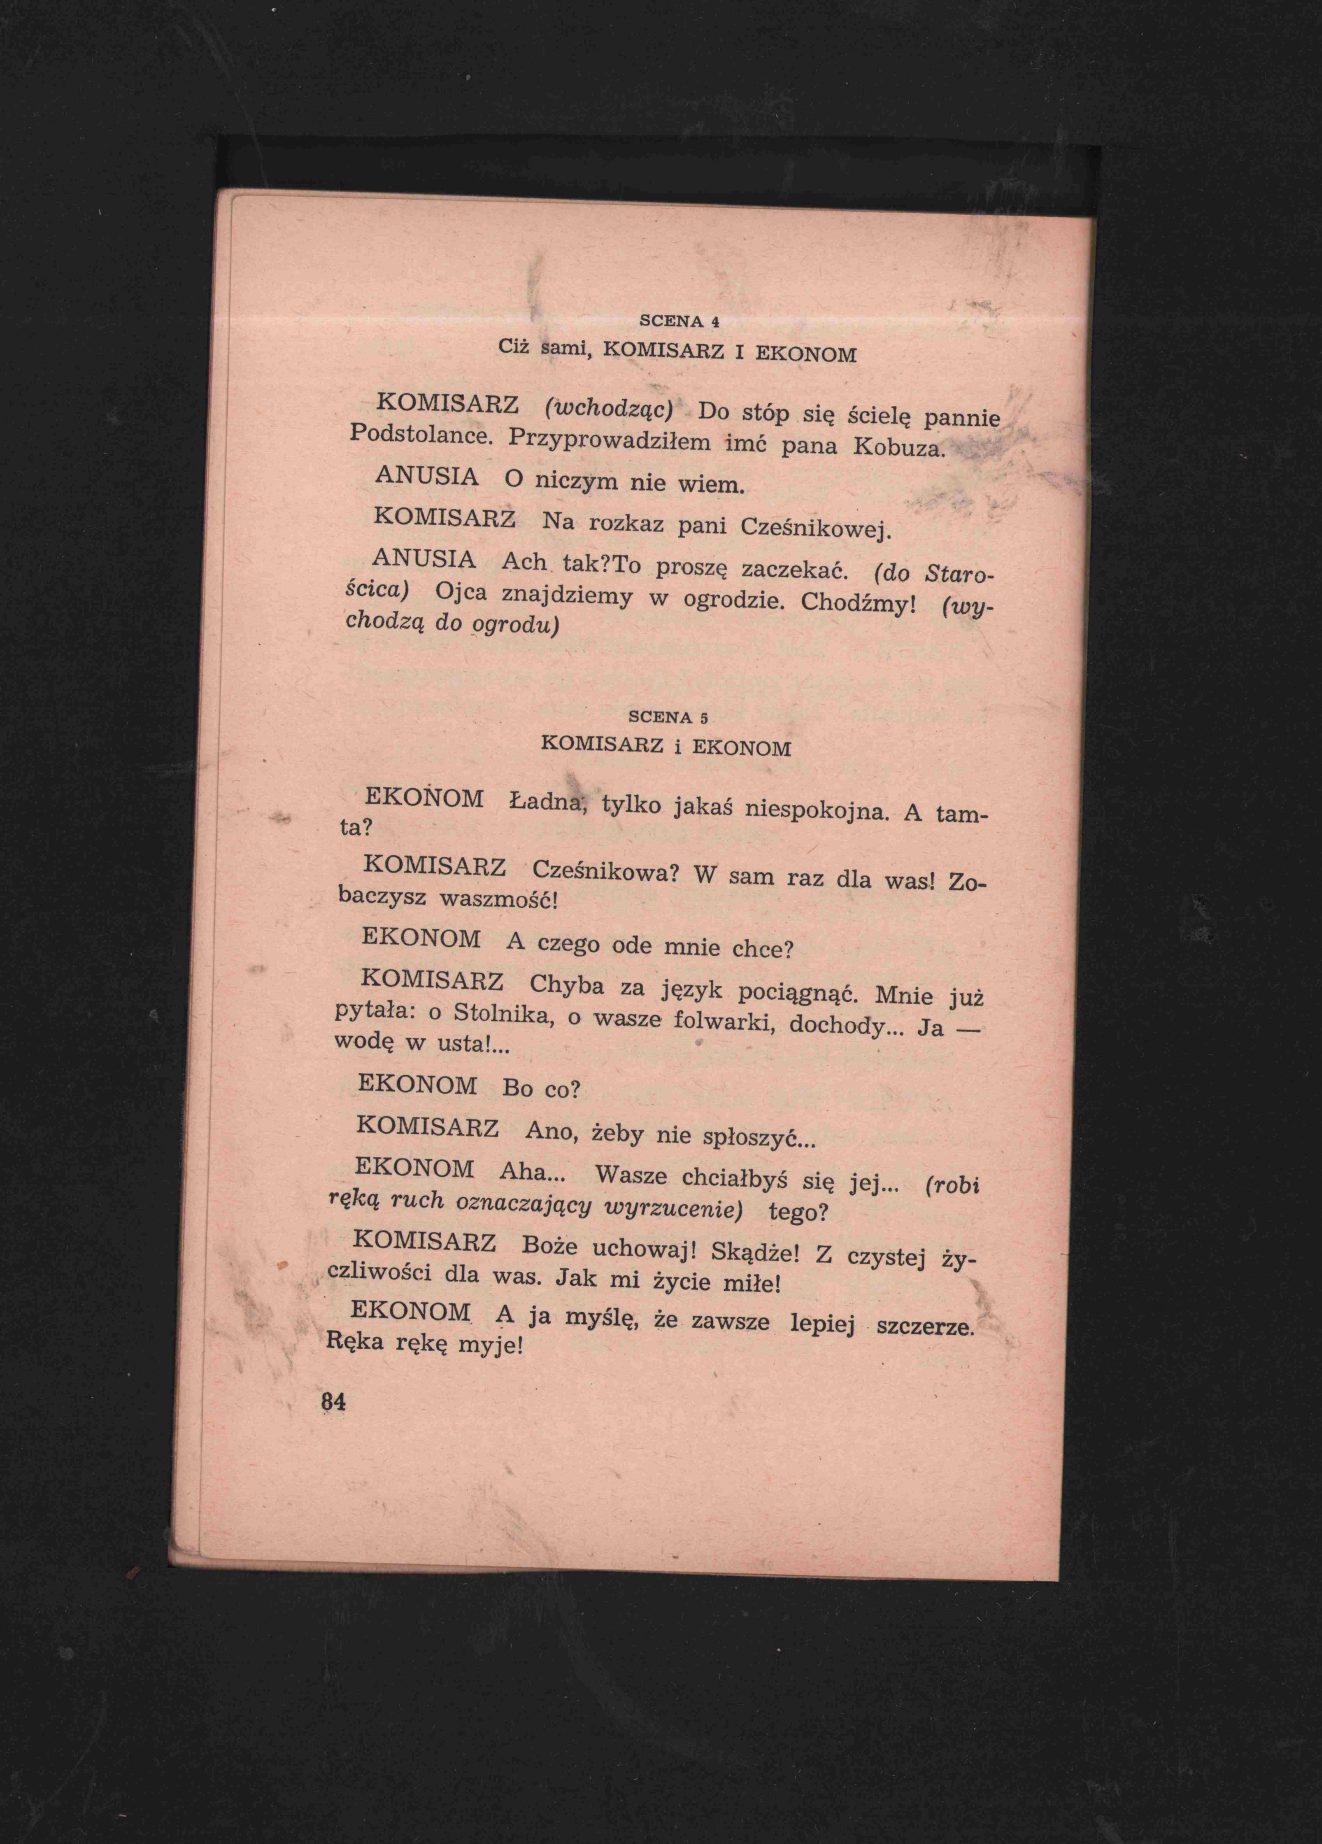 SCENA 4
Ciż sami, KOMISARZ I EKONOM
KOMISARZ (wchodząc) Do stóp się ścielę pannie
Podstolance. Przyprowadziłem imć pana Kobuza.
ANUSIA O niczym nie wiem.
KOMISARZ Na rozkaz pani Cześnikowej.
ANUSIA Ach tak?To proszę zaczekać. (do Staro-
ścica) Ojca znajdziemy w ogrodzie. Chodźmy! (wy-
chodzą do ogrodu)
SCENA 5
KOMISARZ i EKONOM
EKONOM Ładna, tylko jakaś niespokojna. A tam-
ta?
KOMISARZ Cześnikowa? W sam raz dla was! Zo-
baczysz waszmość!
EKONOM A czego ode mnie chce?
KOMISARZ Chyba za język pociągnąć. Mnie już
pytała: o Stolnika, o wasze folwarki, dochody... Ja —
wodę w usta!...
EKONOM Bo co?
KOMISARZ Ano, żeby nie spłoszyć...
EKONOM Aha... Wasze chciałbyś się jej... (robi
ręką ruch oznaczający wyrzucenie) tego?
KOMISARZ Boże uchowaj! Skądże! Z czystej ży-
czliwości dla was. Jak mi życie miłe!
EKONOM A ja myślę, że zawsze lepiej szczerze.
Ręka rękę myje!
84